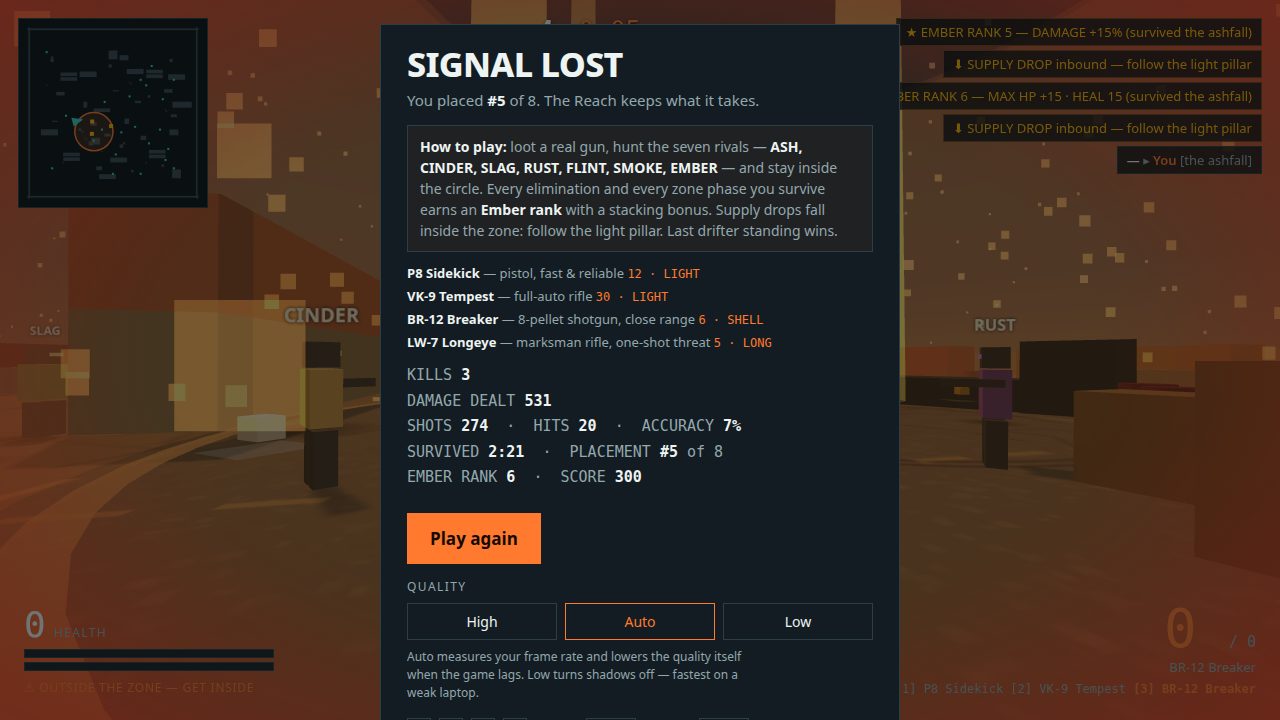 ★ EMBER RANK 5 — DAMAGE +15% (survived the ashfall)
⬇ SUPPLY DROP inbound — follow the light pillar
BER RANK 6 — MAX HP +15 · HEAL 15 (survived the ashfall)
⬇ SUPPLY DROP inbound — follow the light pillar
— ▸ You [the ashfall]
SIGNAL LOST
You placed #5 of 8. The Reach keeps what it takes.
How to play: loot a real gun, hunt the seven rivals — ASH,
CINDER, SLAG, RUST, FLINT, SMOKE, EMBER — and stay inside
the circle. Every elimination and every zone phase you survive
earns an Ember rank with a stacking bonus. Supply drops fall
inside the zone: follow the light pillar. Last drifter standing wins.
P8 Sidekick — pistol, fast & reliable 12 · LIGHT
VK-9 Tempest — full-auto rifle 30 · LIGHT
BR-12 Breaker — 8-pellet shotgun, close range 6 · SHELL
LW-7 Longeye — marksman rifle, one-shot threat 5 · LONG
KILLS 3
DAMAGE DEALT 531
SHOTS 274 · HITS 20 · ACCURACY 7%
SURVIVED 2:21 · PLACEMENT #5 of 8
EMBER RANK 6 · SCORE 300
Play again
QUALITY
High Auto Low
Auto measures your frame rate and lowers the quality itself
when the game lags. Low turns shadows off — fastest on a
weak laptop.
SLAG
CINDER
RUST
0 HEALTH
⚠ OUTSIDE THE ZONE — GET INSIDE
0 / 0
BR-12 Breaker
1] P8 Sidekick [2] VK-9 Tempest [3] BR-12 Breaker